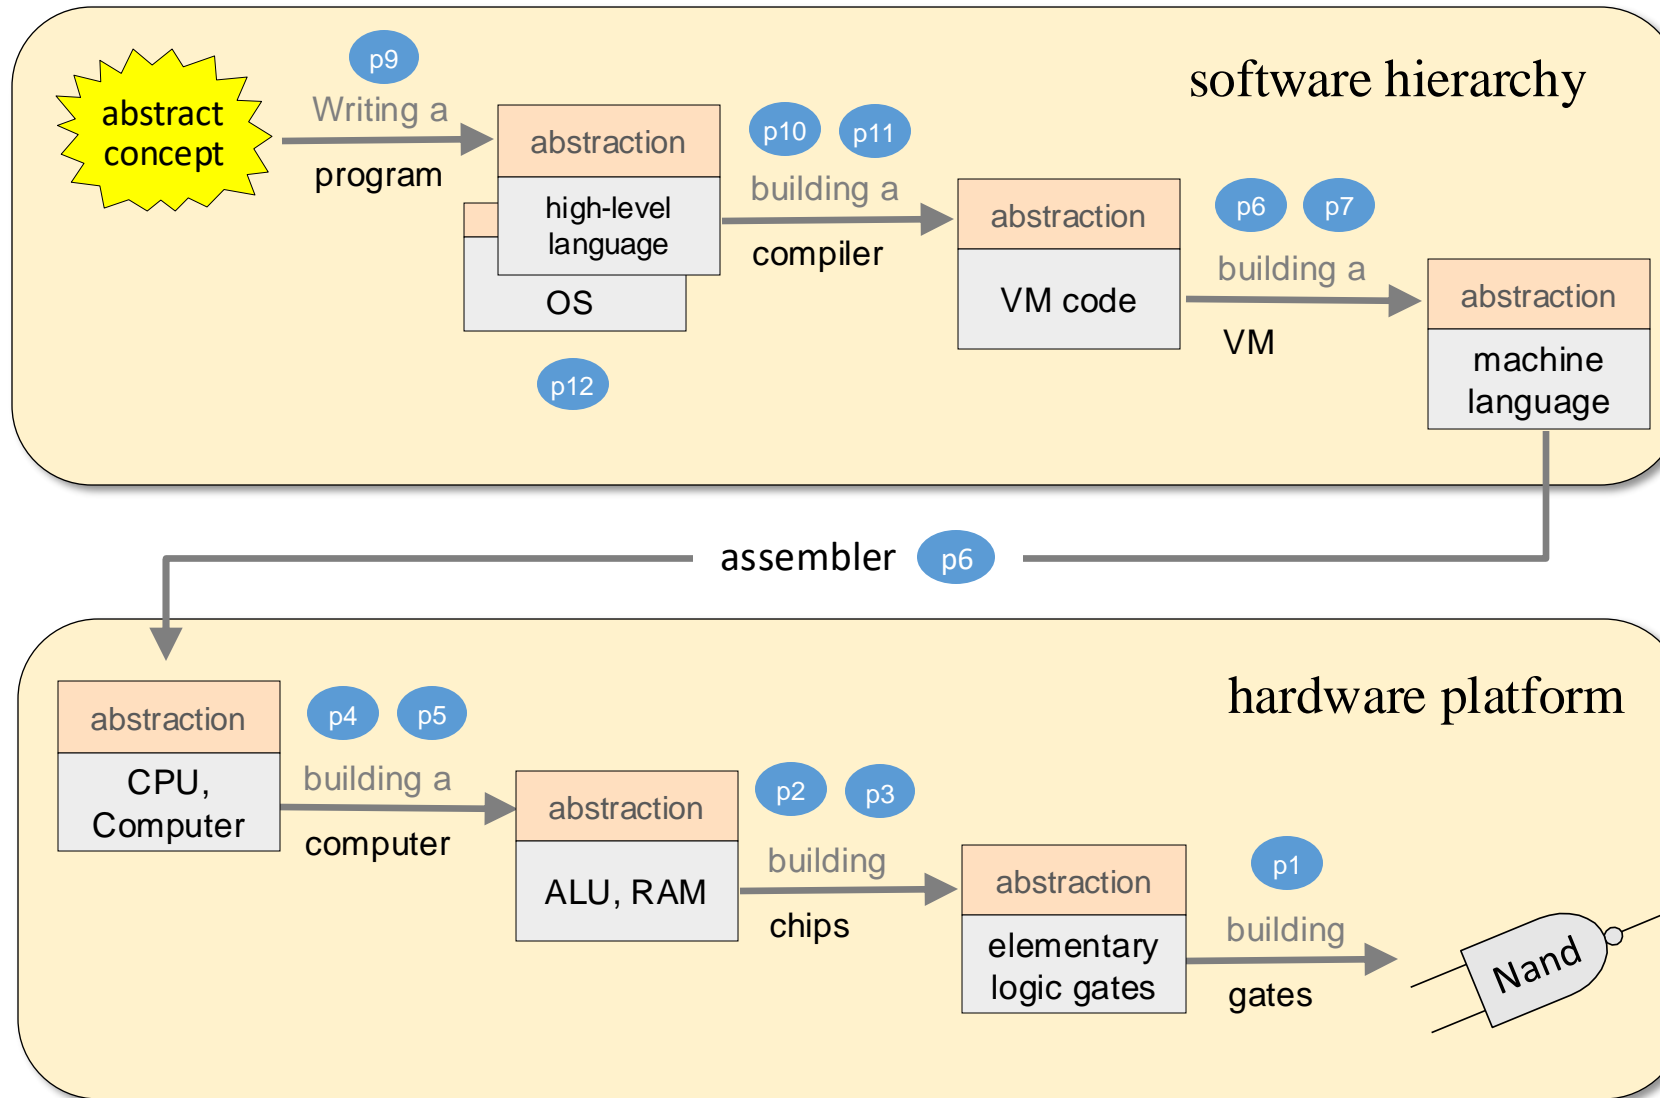 software hierarchy
abstract
concept
p9
Writing a
program
abstraction
high-level
language
OS
p12
p10 p11
building a
compiler
abstraction
VM code
p6 p7
building a
VM
abstraction
machine
language
assembler p6
hardware platform
abstraction
CPU,
Computer
p4 p5
building a
computer
abstraction
ALU, RAM
p2 p3
building
chips
abstraction
elementary
logic gates
p1
building
gates
Nand